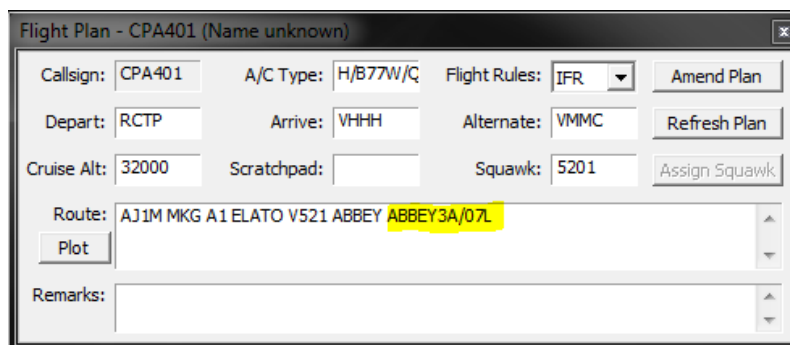 Flight Plan - CPA401 (Name unknown)
Callsign: CPA401 A/C Type: H/B77W/Q Flight Rules: IFR Amend Plan
Depart: RCTP Arrive: VHHH Alternate: VMMC Refresh Plan
Cruise Alt: 32000 Scratchpad: Squawk: 5201 Assign Squawk
Route: AJ1M MKG A1 ELATO V521 ABBEY ABBEY3A/07L
Plot
Remarks: